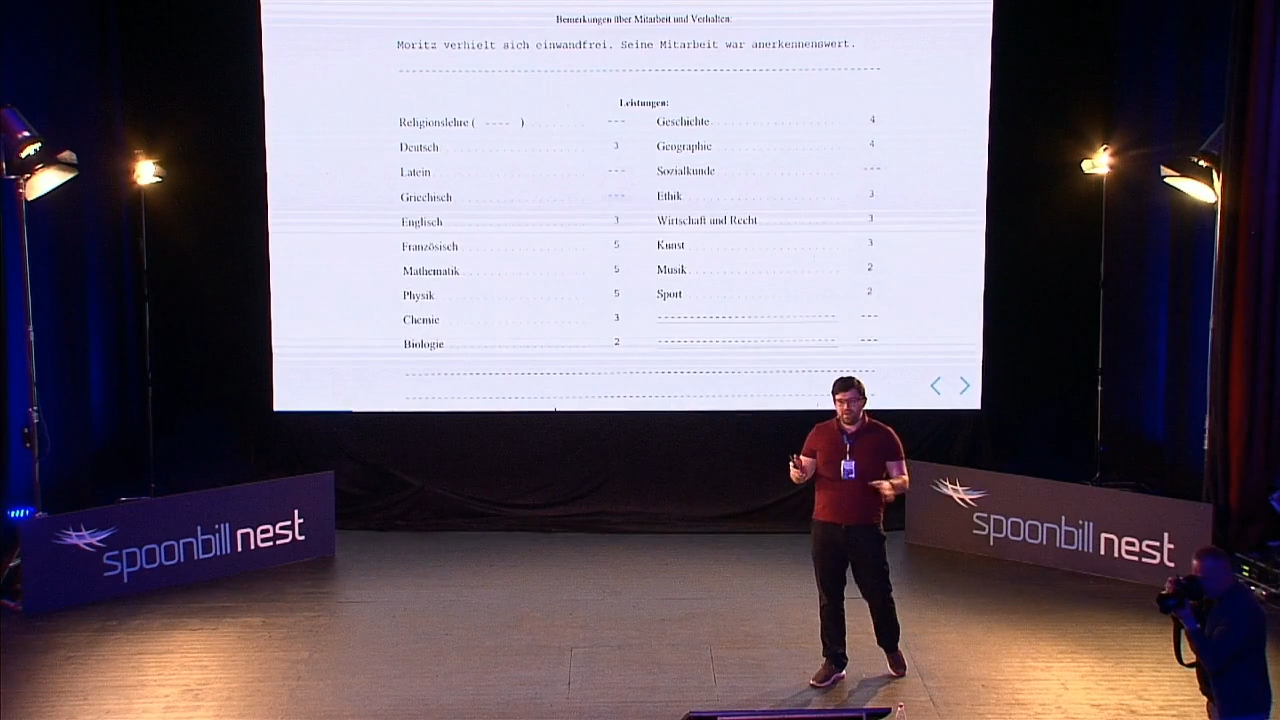 Bemerkungen über Mitarbeit und Verhalten:
Moritz verhielt sich einwandfrei. Seine Mitarbeit war anerkennenswert.
Leistungen:
Religionslehre ( ---- ) ---
Deutsch 3
Latein ---
Griechisch ---
Englisch 3
Französisch 5
Mathematik 5
Physik 5
Chemie 3
Biologie 2
Geschichte 4
Geographie 4
Sozialkunde ---
Ethik 3
Wirtschaft und Recht 3
Kunst 3
Musik 2
Sport 2
---
---
spoonbill nest
spoonbill nest